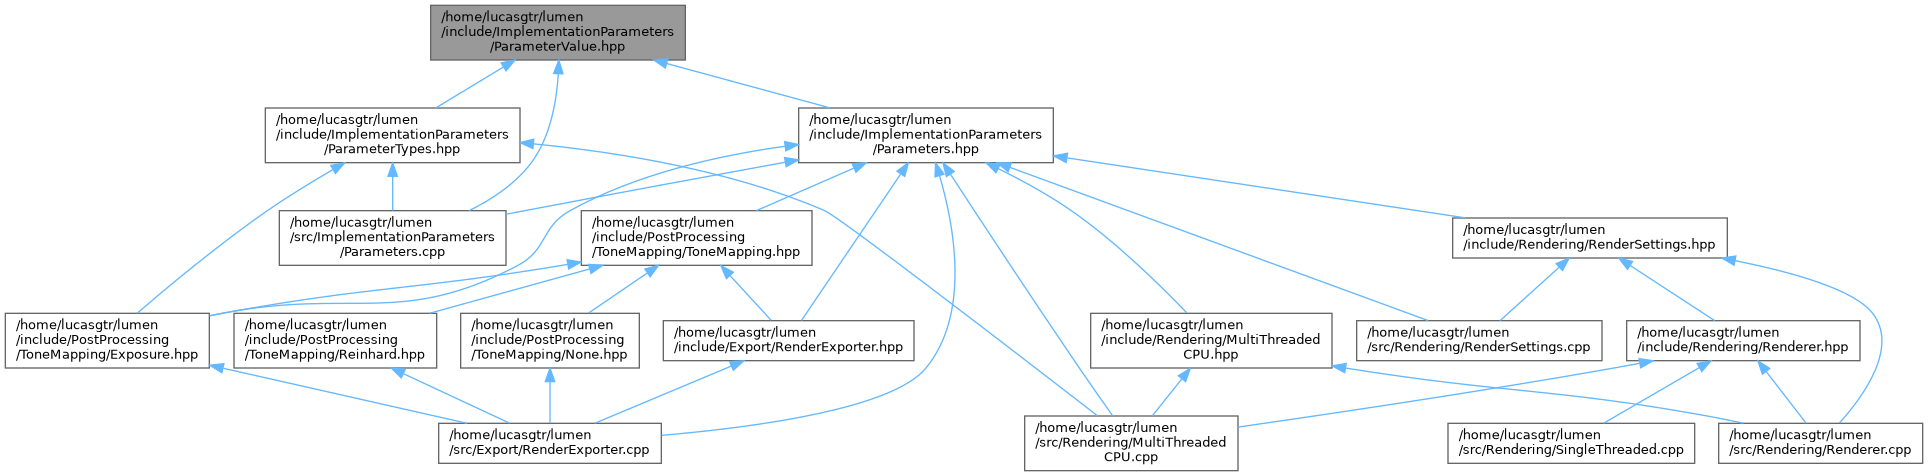 /home/lucasgtr/lumen
/include/ImplementationParameters
/ParameterValue.hpp
/home/lucasgtr/lumen
/include/ImplementationParameters
/ParameterTypes.hpp
/home/lucasgtr/lumen
/include/ImplementationParameters
/Parameters.hpp
/home/lucasgtr/lumen
/src/ImplementationParameters
/Parameters.cpp
/home/lucasgtr/lumen
/include/PostProcessing
/ToneMapping/ToneMapping.hpp
/home/lucasgtr/lumen
/include/Rendering/RenderSettings.hpp
/home/lucasgtr/lumen
/include/PostProcessing
/ToneMapping/Exposure.hpp
/home/lucasgtr/lumen
/include/PostProcessing
/ToneMapping/Reinhard.hpp
/home/lucasgtr/lumen
/include/PostProcessing
/ToneMapping/None.hpp
/home/lucasgtr/lumen
/include/Export/RenderExporter.hpp
/home/lucasgtr/lumen
/include/Rendering/MultiThreaded
CPU.hpp
/home/lucasgtr/lumen
/src/Rendering/RenderSettings.cpp
/home/lucasgtr/lumen
/include/Rendering/Renderer.hpp
/home/lucasgtr/lumen
/src/Export/RenderExporter.cpp
/home/lucasgtr/lumen
/src/Rendering/MultiThreaded
CPU.cpp
/home/lucasgtr/lumen
/src/Rendering/SingleThreaded.cpp
/home/lucasgtr/lumen
/src/Rendering/Renderer.cpp